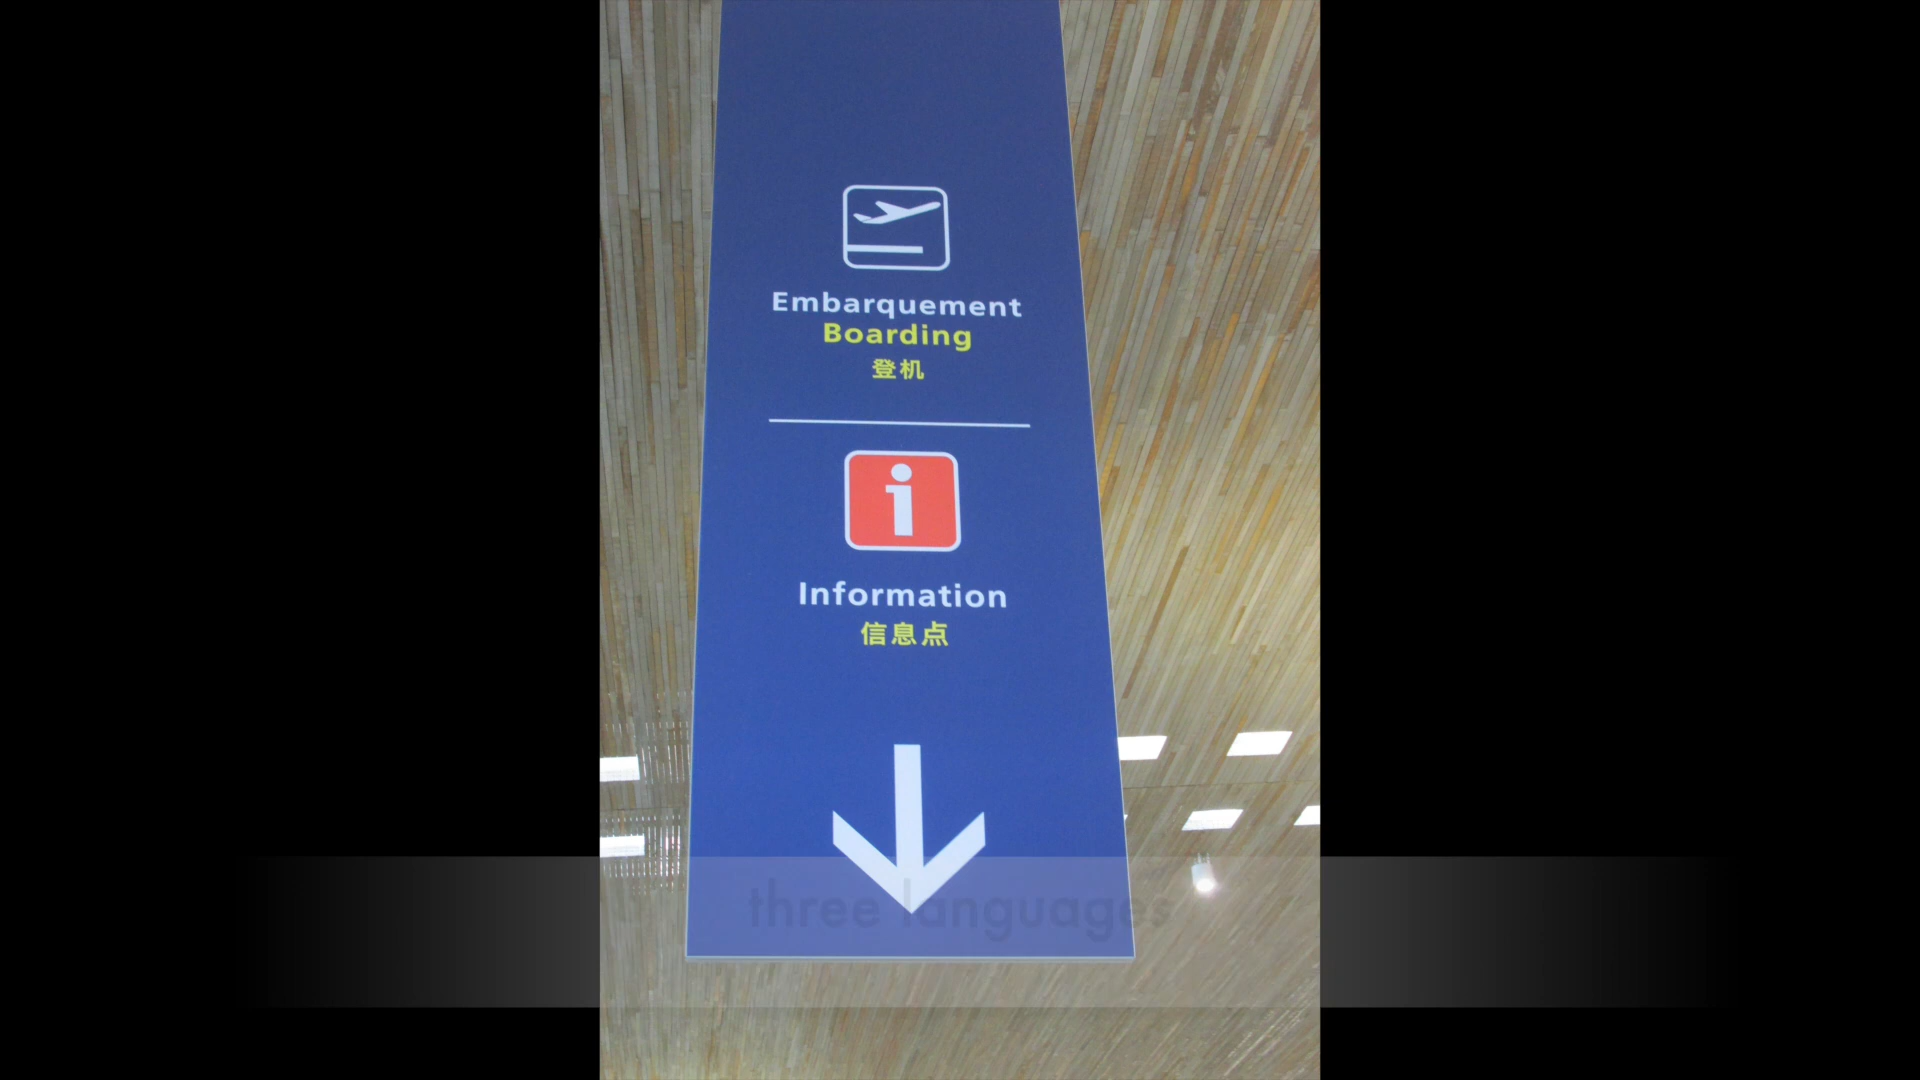 Embarquement
Boarding
登机
i
Information
信息点
three languages